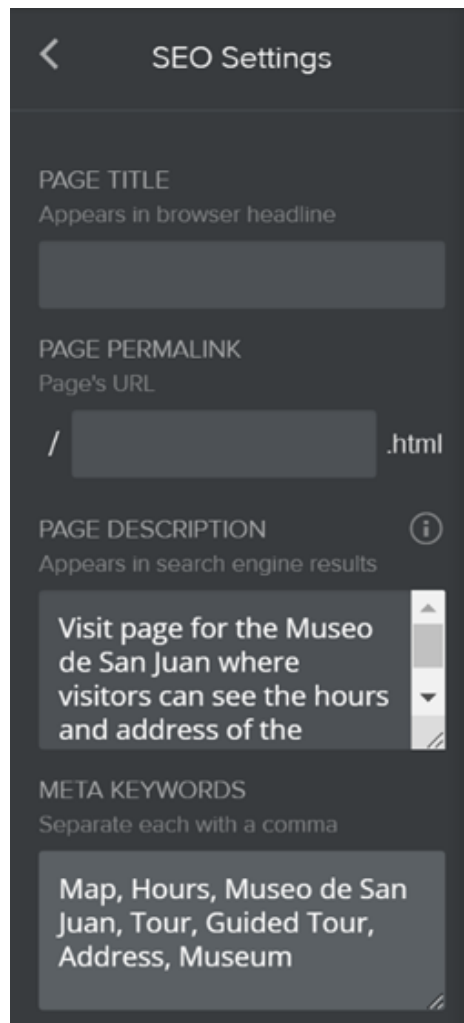 SEO Settings
PAGE TITLE
Appears in browser headline
PAGE PERMALINK
Page's URL
/ .html
PAGE DESCRIPTION
Appears in search engine results
Visit page for the Museo
de San Juan where
visitors can see the hours
and address of the
META KEYWORDS
Separate each with a comma
Map, Hours, Museo de San
Juan, Tour, Guided Tour,
Address, Museum